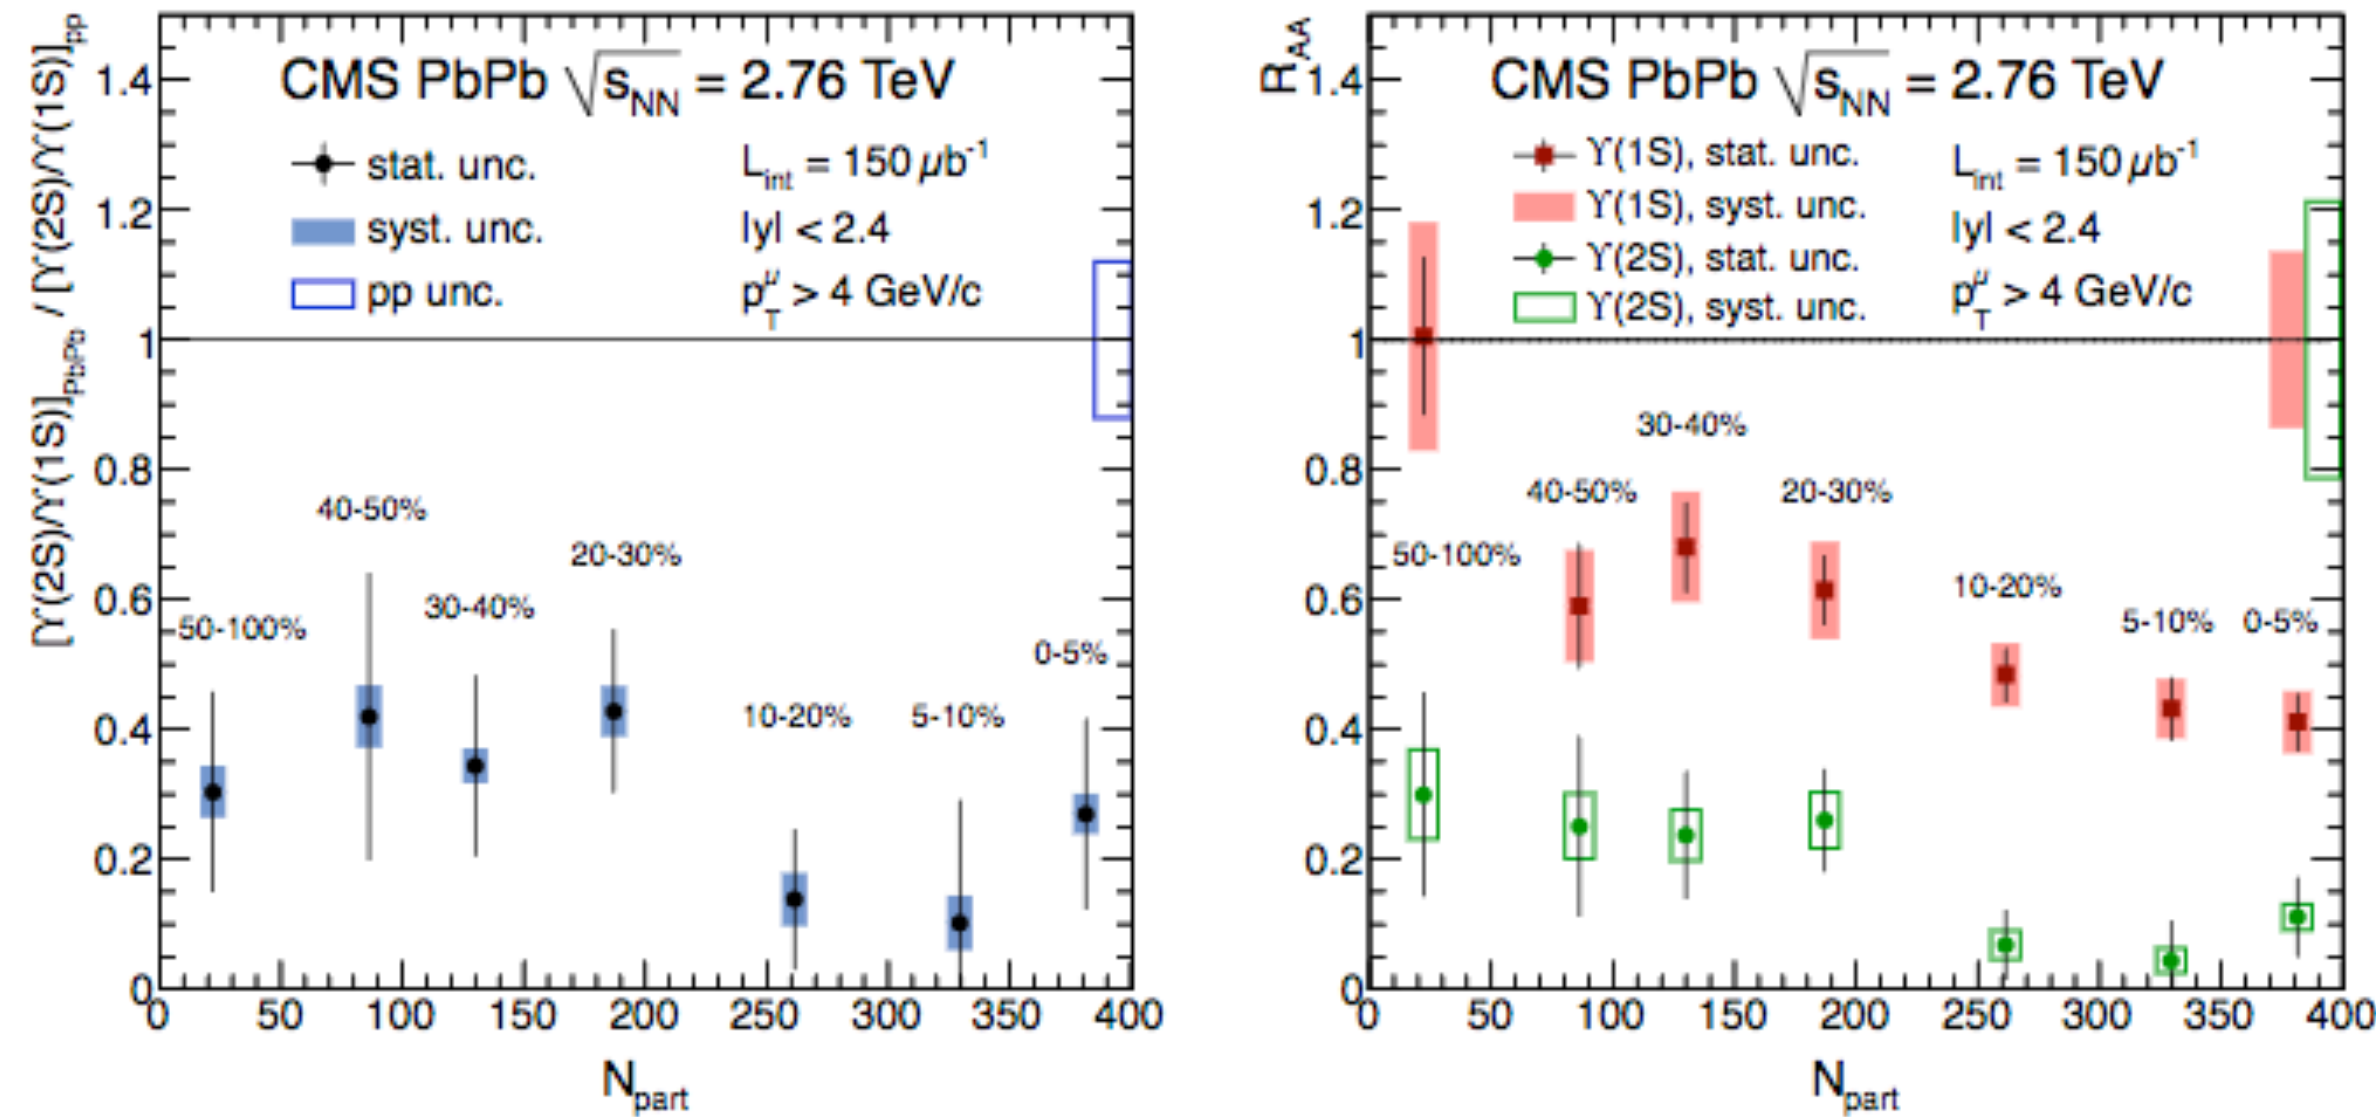 [ϒ(2S)/ϒ(1S)]PbPb / [ϒ(2S)/ϒ(1S)]pp
CMS PbPb √sNN = 2.76 TeV
stat. unc.
syst. unc.
pp unc.
Lint = 150 μb-1
|y| < 2.4
pTμ > 4 GeV/c
1.4
1.2
1
0.8
0.6
0.4
0.2
0
50-100%
40-50%
30-40%
20-30%
10-20%
5-10%
0-5%
0 50 100 150 200 250 300 350 400
Npart
RAA
CMS PbPb √sNN = 2.76 TeV
ϒ(1S), stat. unc.
ϒ(1S), syst. unc.
ϒ(2S), stat. unc.
ϒ(2S), syst. unc.
Lint = 150 μb-1
|y| < 2.4
pTμ > 4 GeV/c
1.4
1.2
1
0.8
0.6
0.4
0.2
0
50-100%
40-50%
30-40%
20-30%
10-20%
5-10%
0-5%
0 50 100 150 200 250 300 350 400
Npart